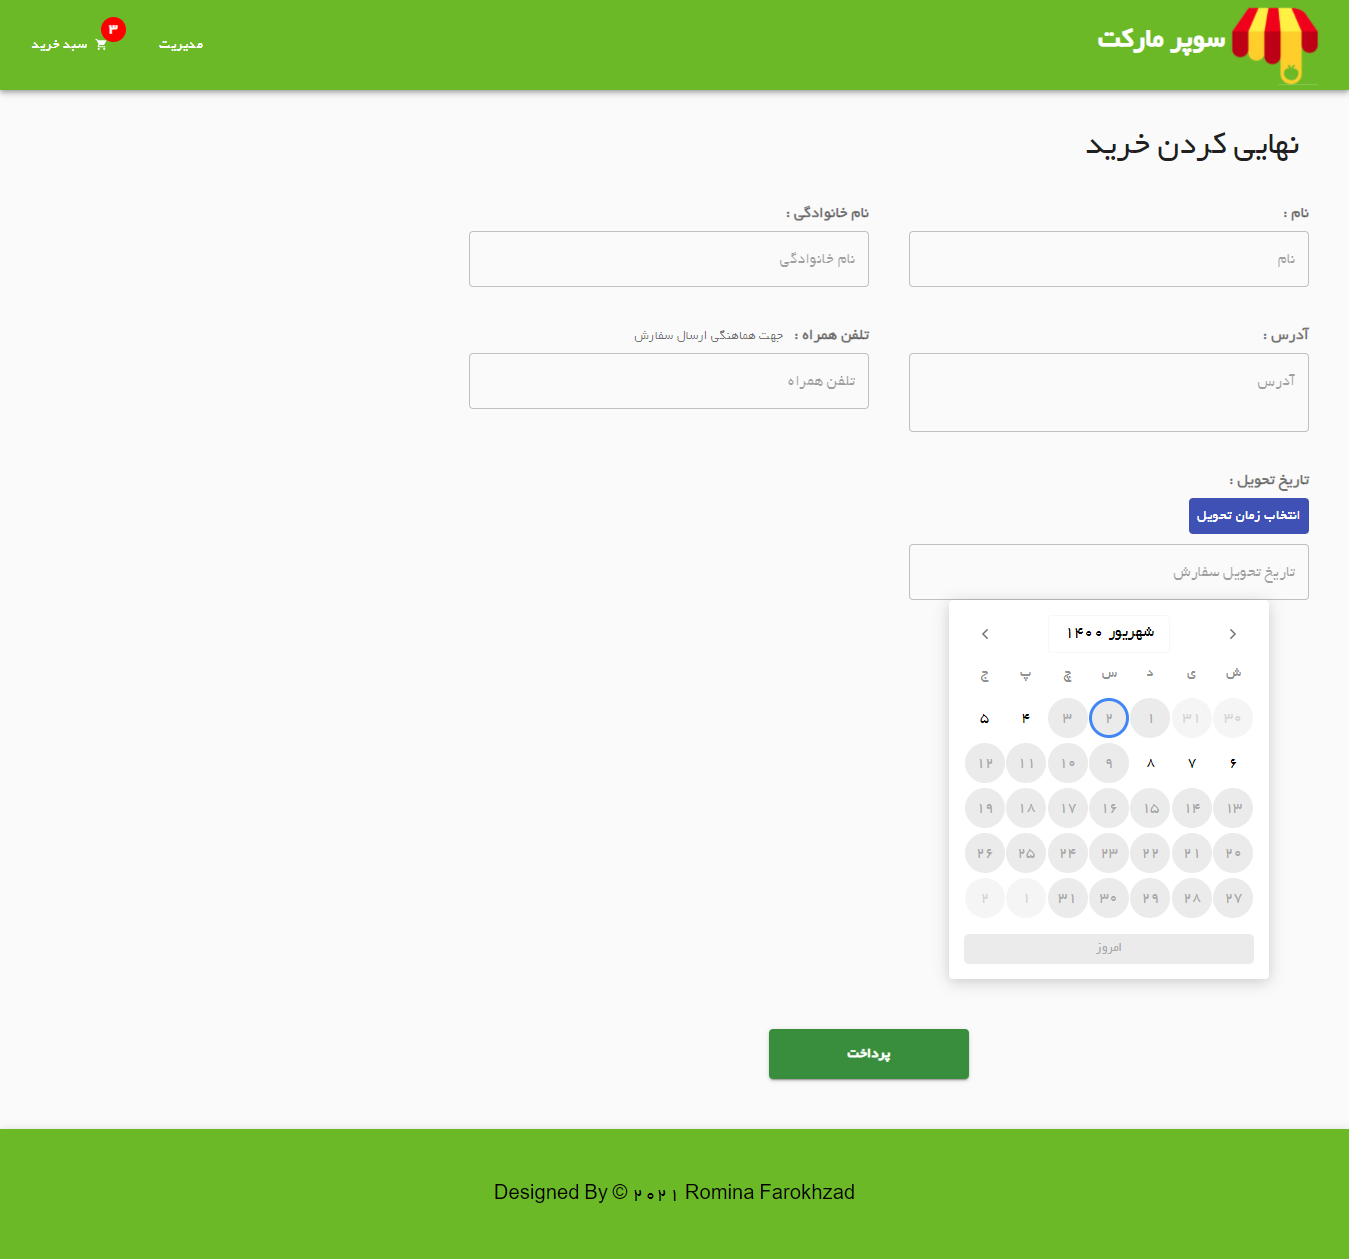 سوپر مارکت
مدیریت
سبد خرید ۳
نهایی کردن خرید
نام :
نام
نام خانوادگی :
نام خانوادگی
آدرس :
آدرس
تلفن همراه : جهت هماهنگی ارسال سفارش
تلفن همراه
تاریخ تحویل :
انتخاب زمان تحویل
تاریخ تحویل سفارش
شهریور ۱۴۰۰
ش ی د س چ پ ج
۳۰ ۳۱ ۱ ۲ ۳ ۴ ۵
۶ ۷ ۸ ۹ ۱۰ ۱۱ ۱۲
۱۳ ۱۴ ۱۵ ۱۶ ۱۷ ۱۸ ۱۹
۲۰ ۲۱ ۲۲ ۲۳ ۲۴ ۲۵ ۲۶
۲۷ ۲۸ ۲۹ ۳۰ ۳۱ ۱ ۲
امروز
پرداخت
Designed By © ۲۰۲۱ Romina Farokhzad